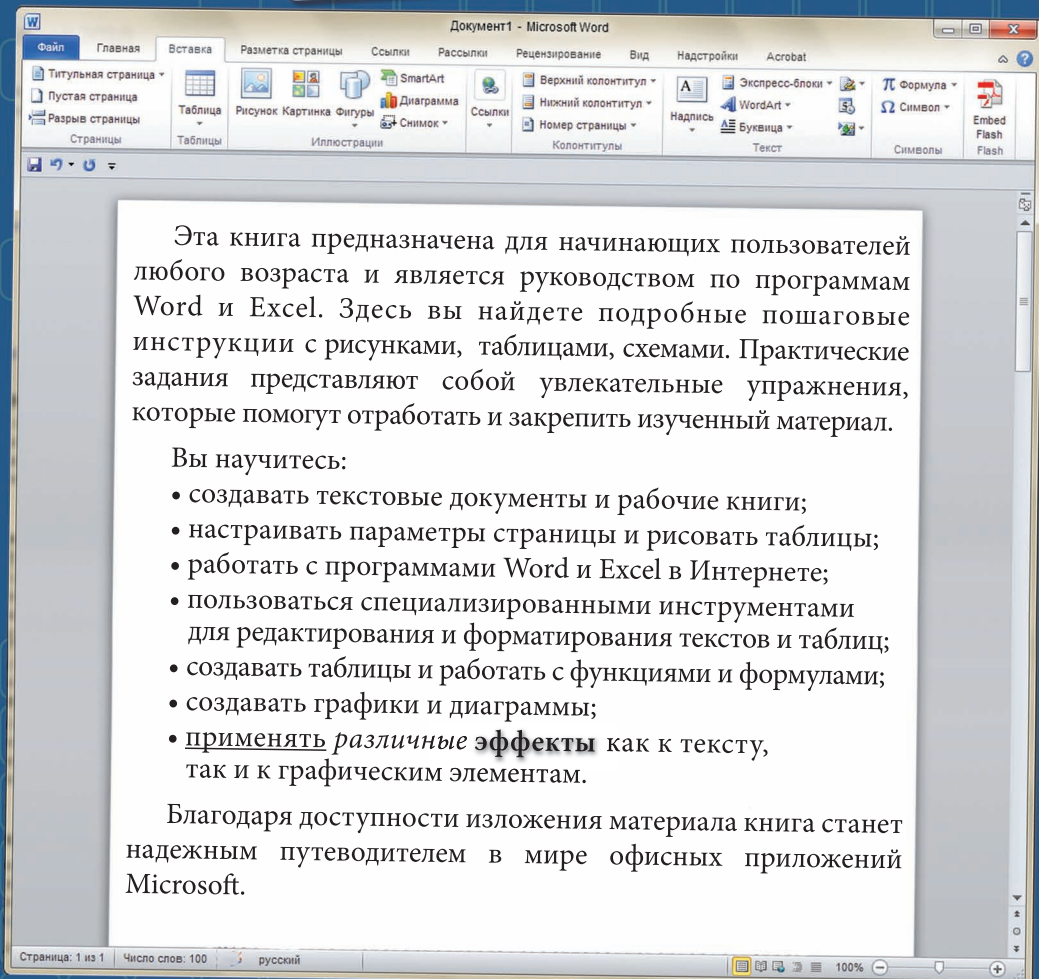 Документ1 - Microsoft Word
Файл Главная Вставка Разметка страницы Ссылки Рассылки Рецензирование Вид Надстройки Acrobat
Титульная страница
Пустая страница
Разрыв страницы
Страницы
Таблица
Таблицы
Рисунок Картинка Фигуры
SmartArt
Диаграмма
Снимок
Иллюстрации
Ссылки
Верхний колонтитул
Нижний колонтитул
Номер страницы
Колонтитулы
Надпись
Экспресс-блоки
WordArt
Буквица
Текст
π Формула
Ω Символ
Символы
Embed
Flash
Flash
Эта книга предназначена для начинающих пользователей
любого возраста и является руководством по программам
Word и Excel. Здесь вы найдете подробные пошаговые
инструкции с рисунками, таблицами, схемами. Практические
задания представляют собой увлекательные упражнения,
которые помогут отработать и закрепить изученный материал.
Вы научитесь:
• создавать текстовые документы и рабочие книги;
• настраивать параметры страницы и рисовать таблицы;
• работать с программами Word и Excel в Интернете;
• пользоваться специализированными инструментами
для редактирования и форматирования текстов и таблиц;
• создавать таблицы и работать с функциями и формулами;
• создавать графики и диаграммы;
• применять различные эффекты как к тексту,
так и к графическим элементам.
Благодаря доступности изложения материала книга станет
надежным путеводителем в мире офисных приложений
Microsoft.
Страница: 1 из 1 Число слов: 100 русский 100%